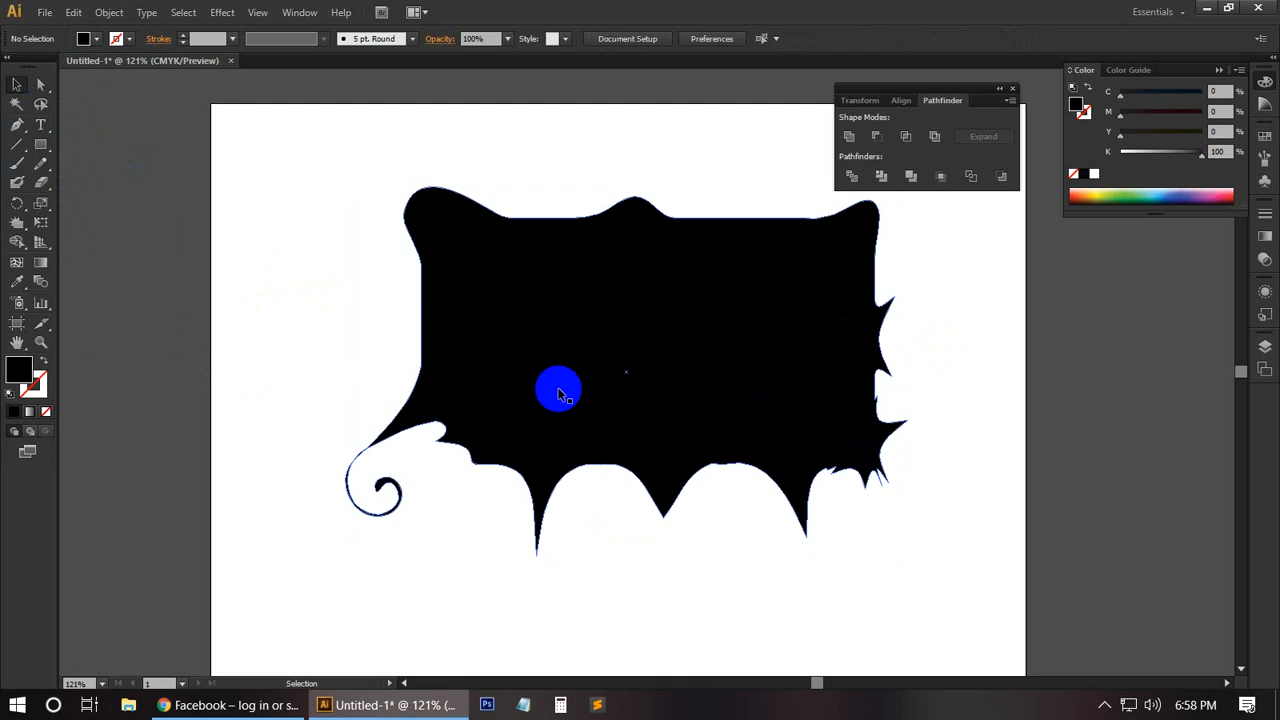 Ai File Edit Object Type Select Effect View Window Help Br Essentials
No Selection Stroke: 5 pt. Round Opacity: 100% Style: Document Setup Preferences
Untitled-1* @ 121% (CMYK/Preview) ×
Transform Align Pathfinder
Shape Modes:
Expand
Pathfinders:
Color Color Guide
C 0 %
M 0 %
Y 0 %
K 100 %
121% 1 Selection
Facebook – log in or s... Ai Untitled-1* @ 121% (... Ps 6:58 PM